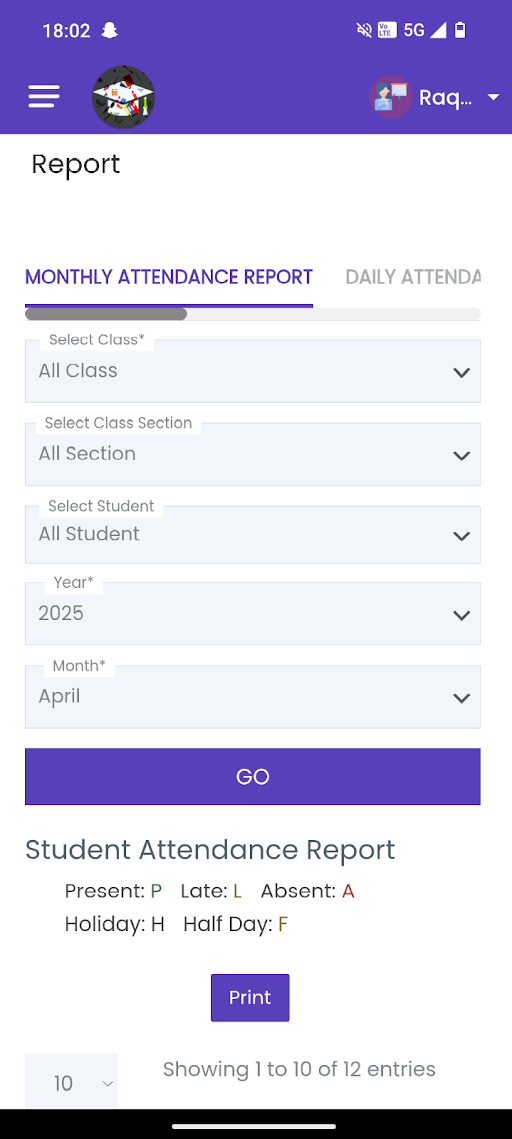 18:02 Vo LTE 5G
Raq...
Report
MONTHLY ATTENDANCE REPORT DAILY ATTENDA
Select Class*
All Class
Select Class Section
All Section
Select Student
All Student
Year*
2025
Month*
April
GO
Student Attendance Report
Present: P Late: L Absent: A
Holiday: H Half Day: F
Print
10 Showing 1 to 10 of 12 entries